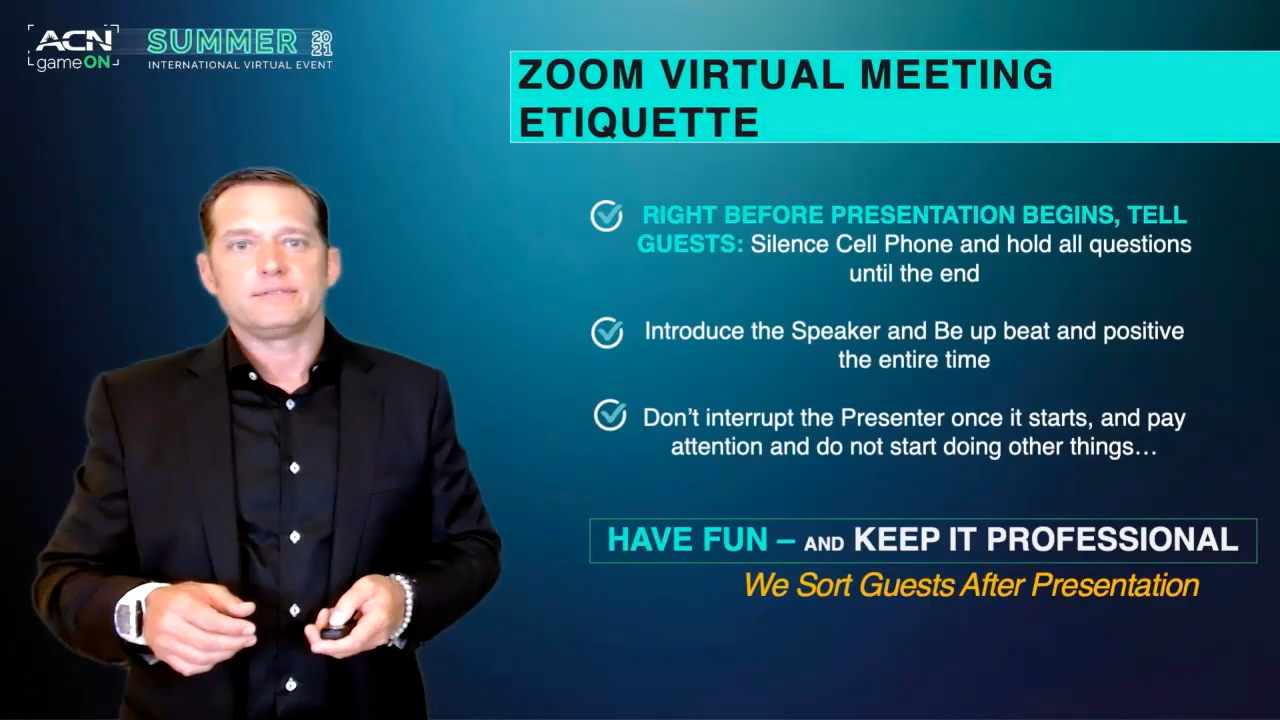 ACN
gameON
SUMMER 2021
INTERNATIONAL VIRTUAL EVENT
ZOOM VIRTUAL MEETING
ETIQUETTE
RIGHT BEFORE PRESENTATION BEGINS, TELL
GUESTS: Silence Cell Phone and hold all questions
until the end
Introduce the Speaker and Be up beat and positive
the entire time
Don’t interrupt the Presenter once it starts, and pay
attention and do not start doing other things…
HAVE FUN – AND KEEP IT PROFESSIONAL
We Sort Guests After Presentation